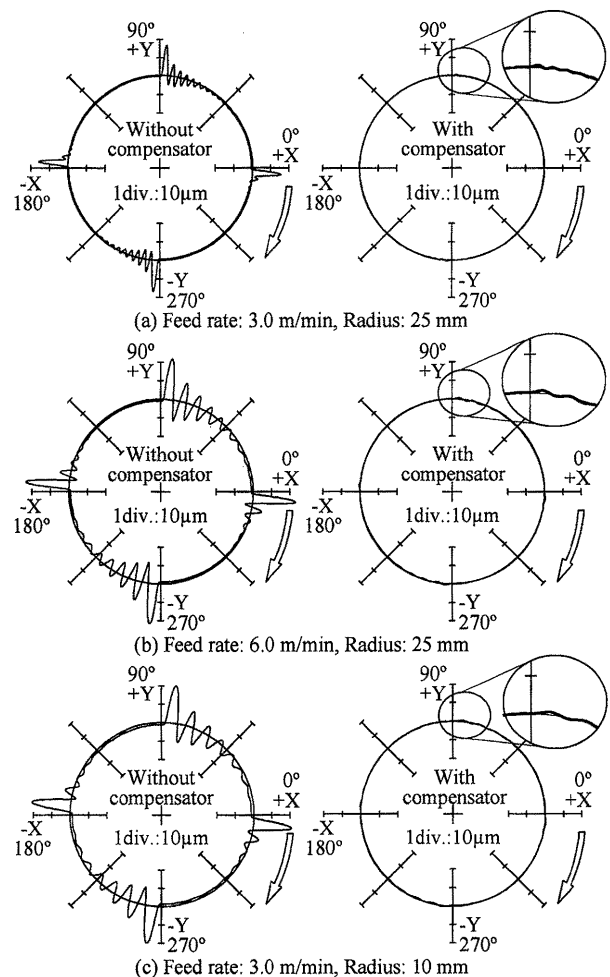 90°
+Y
Without
compensator
0°
+X
-X
180°
1div.:10µm
-Y
270°
90°
+Y
With
compensator
0°
+X
-X
180°
1div.:10µm
-Y
270°
(a) Feed rate: 3.0 m/min, Radius: 25 mm
90°
+Y
Without
compensator
0°
+X
-X
180°
1div.:10µm
-Y
270°
90°
+Y
With
compensator
0°
+X
-X
180°
1div.:10µm
-Y
270°
(b) Feed rate: 6.0 m/min, Radius: 25 mm
90°
+Y
Without
compensator
0°
+X
-X
180°
1div.:10µm
-Y
270°
90°
+Y
With
compensator
0°
+X
-X
180°
1div.:10µm
-Y
270°
(c) Feed rate: 3.0 m/min, Radius: 10 mm